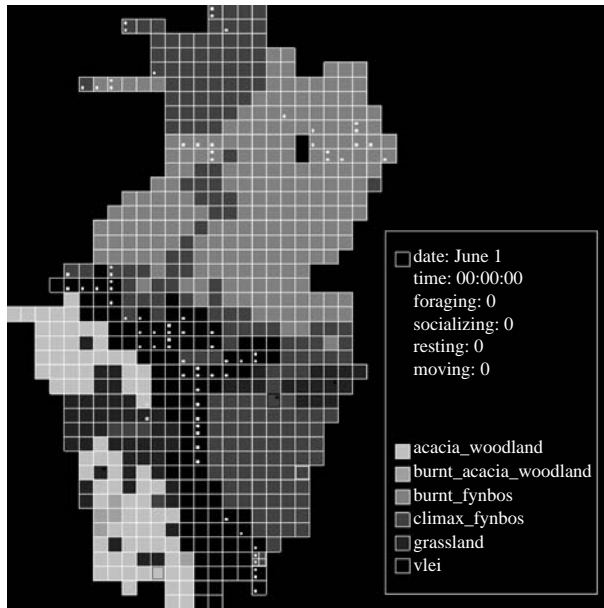 date: June 1
time: 00:00:00
foraging: 0
socializing: 0
resting: 0
moving: 0
acacia_woodland
burnt_acacia_woodland
burnt_fynbos
climax_fynbos
grassland
vlei